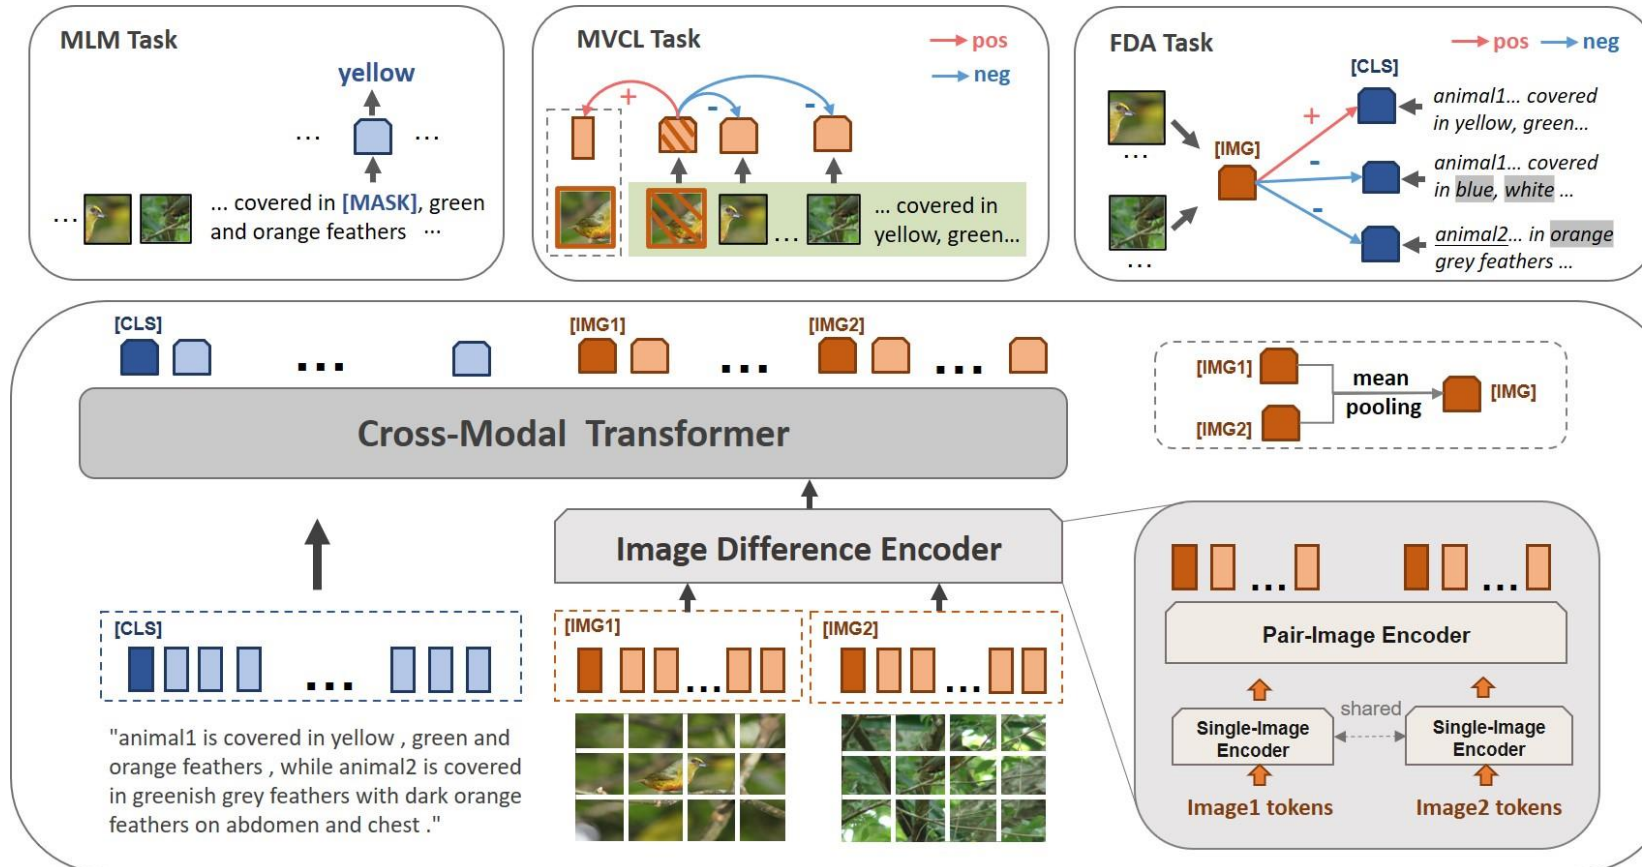 MLM Task
yellow
... ...
... ... covered in [MASK], green
and orange feathers ...
MVCL Task
pos
neg
+ - -
... ... covered in
yellow, green...
FDA Task
pos neg
[CLS]
animal1... covered
in yellow, green...
...
+
[IMG]
-
animal1... covered
in blue, white ...
-
animal2... in orange
grey feathers ...
...
[CLS]
...
[IMG1]
...
[IMG2]
...
Cross-Modal Transformer
[IMG1]
mean
pooling
[IMG]
[IMG2]
Image Difference Encoder
[CLS]
...
[IMG1]
...
[IMG2]
...
"animal1 is covered in yellow , green and
orange feathers , while animal2 is covered
in greenish grey feathers with dark orange
feathers on abdomen and chest ."
... ...
Pair-Image Encoder
shared
Single-Image
Encoder
Single-Image
Encoder
Image1 tokens
Image2 tokens